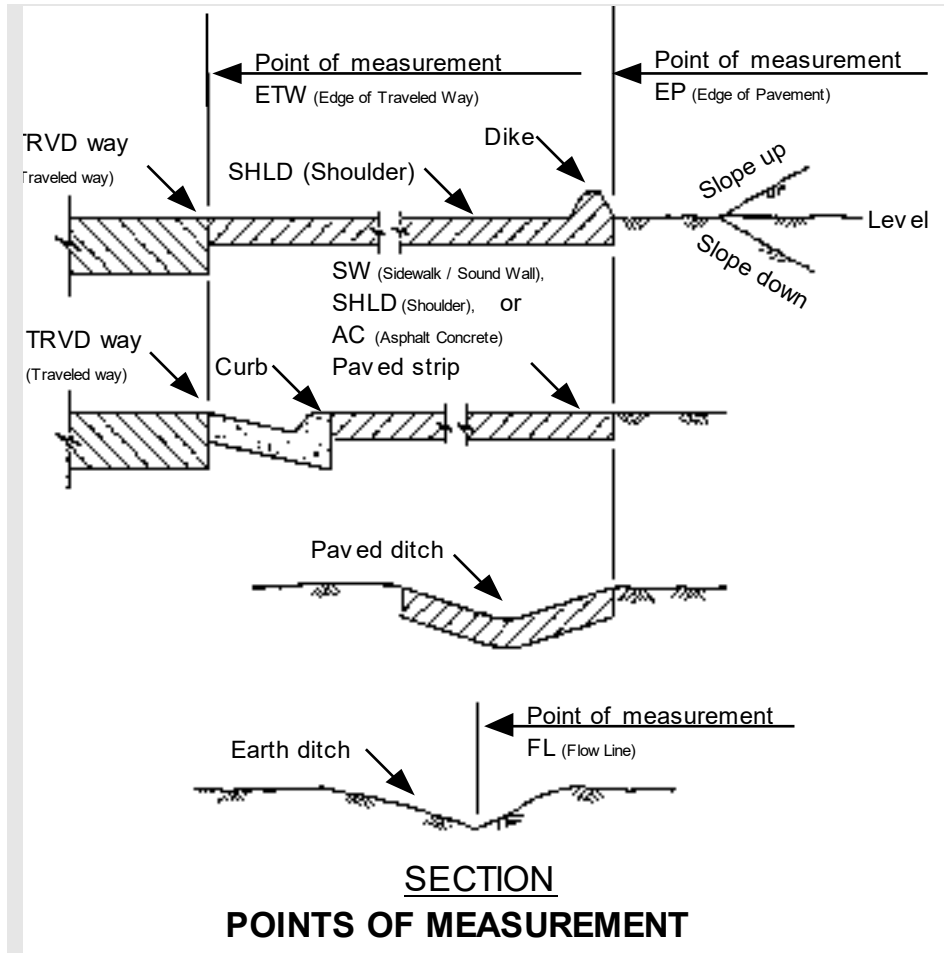 Point of measurement
ETW (Edge of Traveled Way)
Point of measurement
EP (Edge of Pavement)
TRVD way
(Traveled way)
SHLD (Shoulder)
Dike
Slope up
Level
Slope down
SW (Sidewalk / Sound Wall),
SHLD (Shoulder), or
AC (Asphalt Concrete)
Paved strip
TRVD way
(Traveled way)
Curb
Paved ditch
Point of measurement
FL (Flow Line)
Earth ditch
SECTION
POINTS OF MEASUREMENT